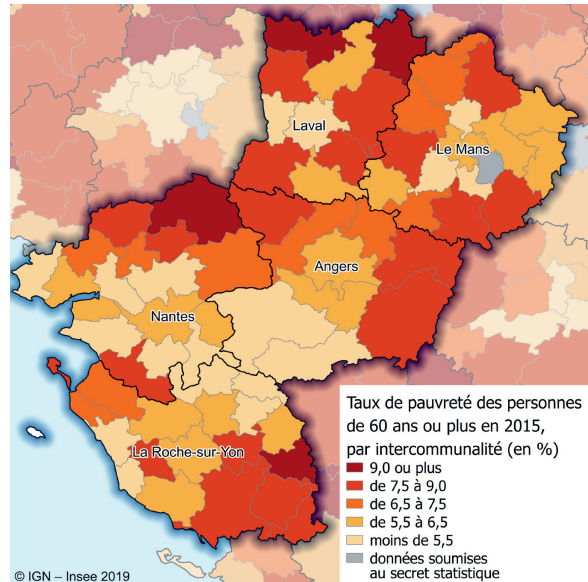 Laval
Le Mans
Angers
Nantes
La Roche-sur-Yon
Taux de pauvreté des personnes
de 60 ans ou plus en 2015,
par intercommunalité (en %)
9,0 ou plus
de 7,5 à 9,0
de 6,5 à 7,5
de 5,5 à 6,5
moins de 5,5
données soumises
au secret statistique
© IGN – Insee 2019